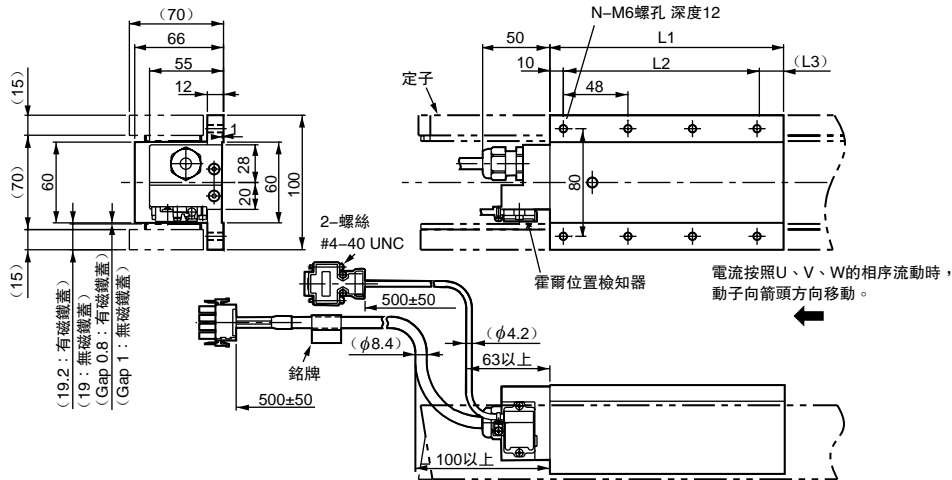 （70）
66
55
12
1
（15）
（70）
60
（15）
28
20
60
100
（19.2：有磁鐵蓋）
（19：無磁鐵蓋）
（Gap 0.8：有磁鐵蓋）
（Gap 1：無磁鐵蓋）
N–M6螺孔 深度12
50
L1
10
L2
（L3）
48
定子
80
霍爾位置檢知器
電流按照U、V、W的相序流動時，
動子向箭頭方向移動。
2–螺絲
#4–40 UNC
500±50
（ϕ4.2）
（ϕ8.4）
63以上
銘牌
500±50
100以上